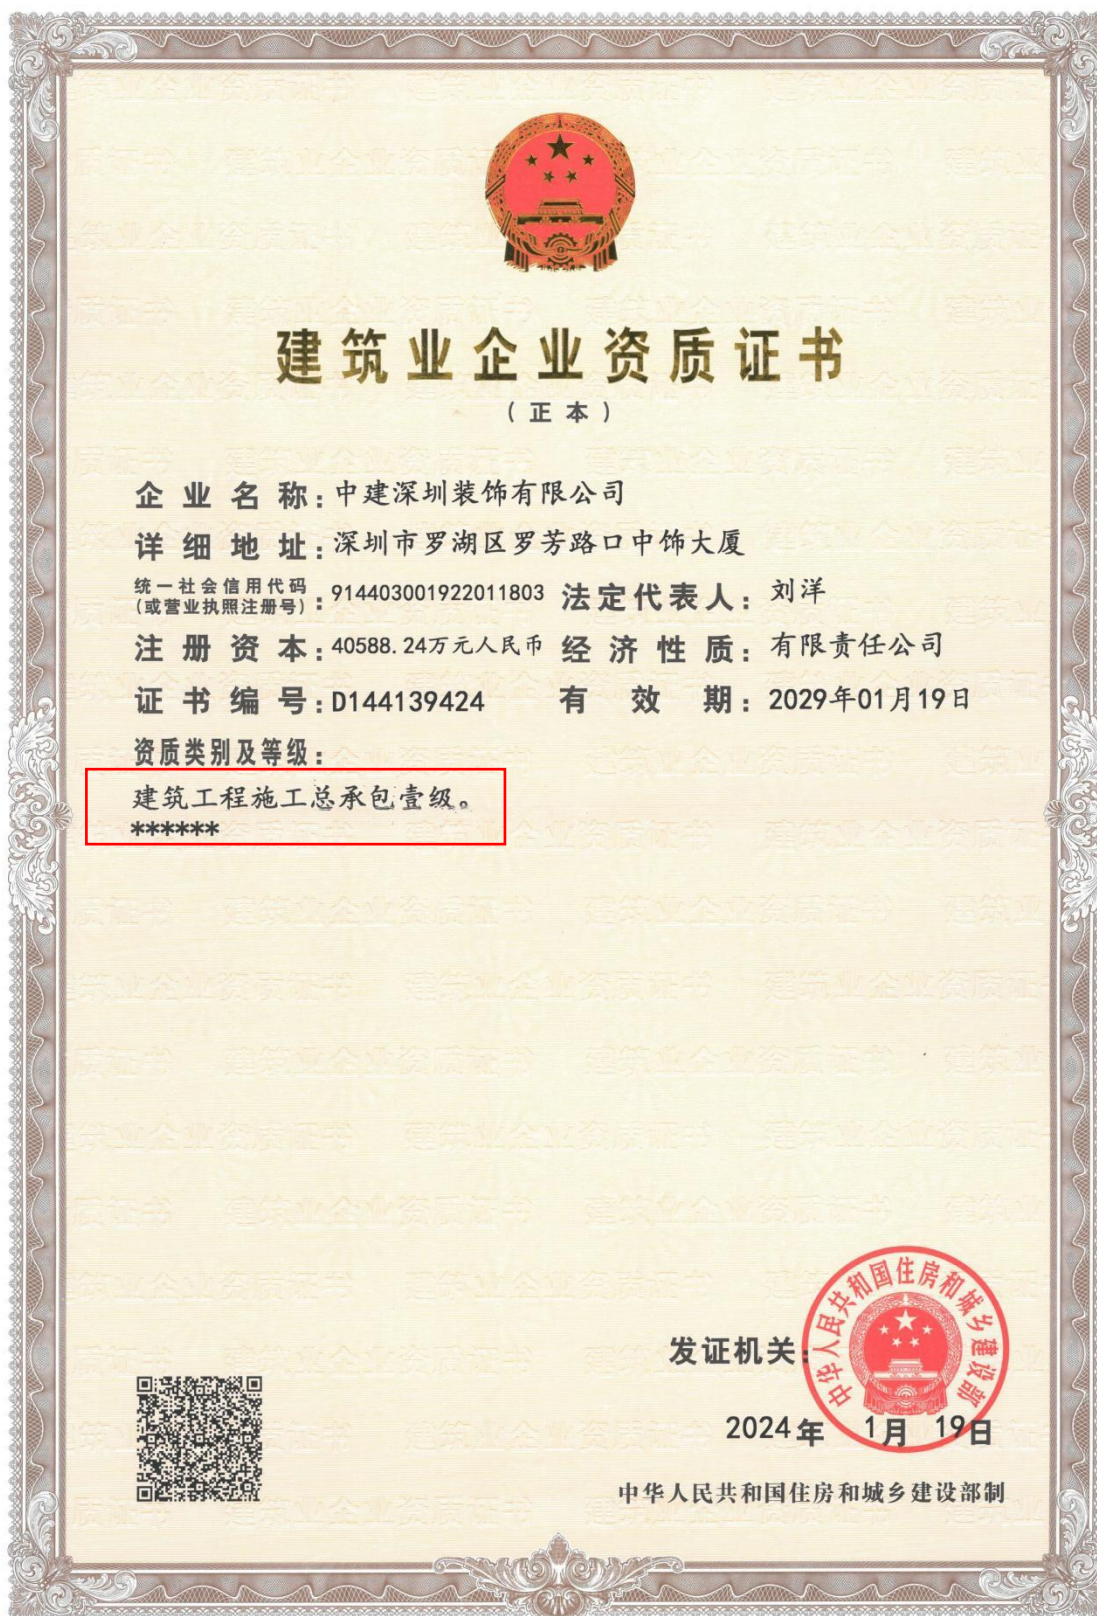 建筑业企业资质证书
（正本）
企业名称：中建深圳装饰有限公司
详细地址：深圳市罗湖区罗芳路口中饰大厦
统一社会信用代码（或营业执照注册号）：914403001922011803 法定代表人：刘洋
注册资本：40588.24万元人民币 经济性质：有限责任公司
证书编号：D144139424 有效期：2029年01月19日
资质类别及等级：
建筑工程施工总承包壹级。
******
中华人民共和国住房和城乡建设部
发证机关：
2024年 1月 19日
中华人民共和国住房和城乡建设部制